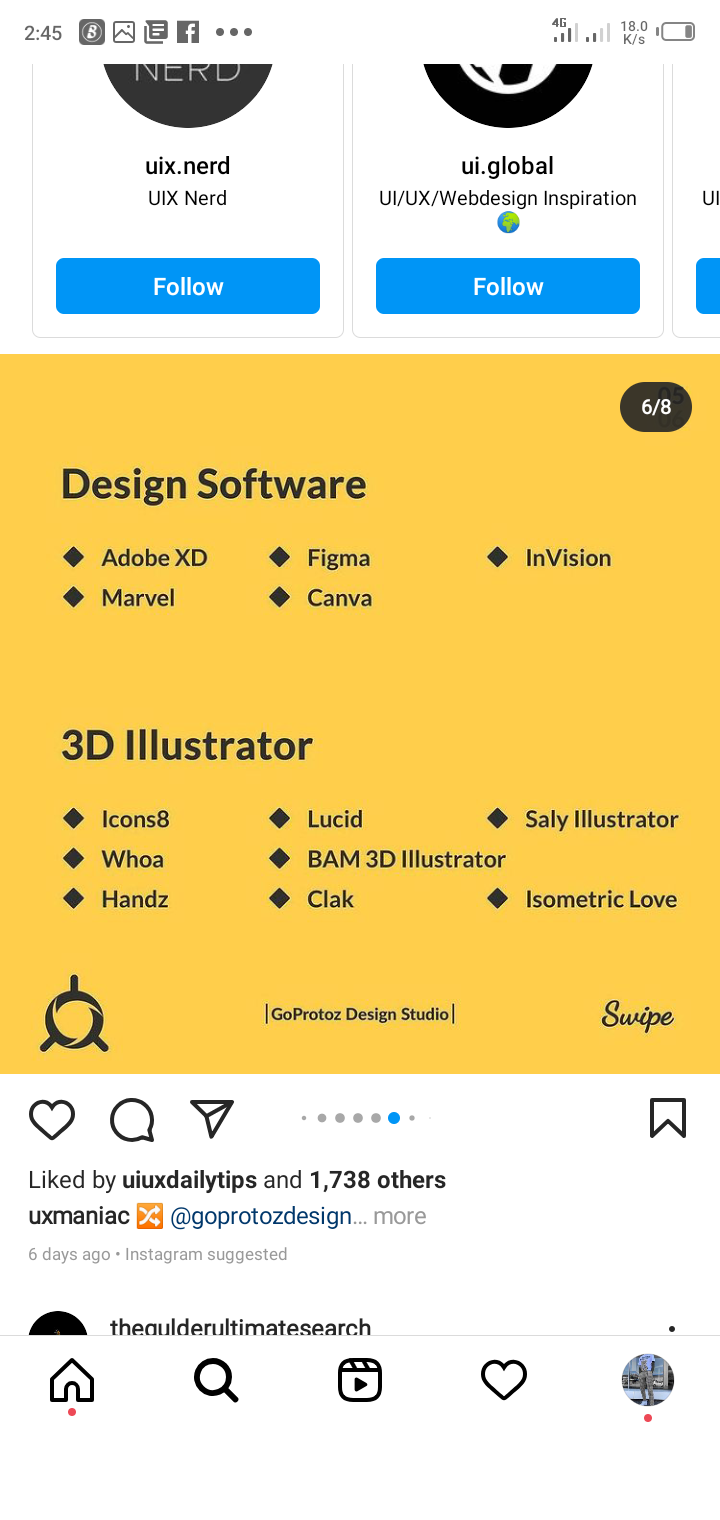 2:45 4G 18.0 K/s
NERD
uix.nerd ui.global
UIX Nerd UI/UX/Webdesign Inspiration 🌍 UI
Follow Follow
6/8
Design Software
Adobe XD Figma InVision
Marvel Canva
3D Illustrator
Icons8 Lucid Saly Illustrator
Whoa BAM 3D Illustrator
Handz Clak Isometric Love
|GoProtoz Design Studio| Swipe
Liked by uiuxdailytips and 1,738 others
uxmaniac 🔀 @goprotozdesign... more
6 days ago • Instagram suggested
thegulderultimatesearch